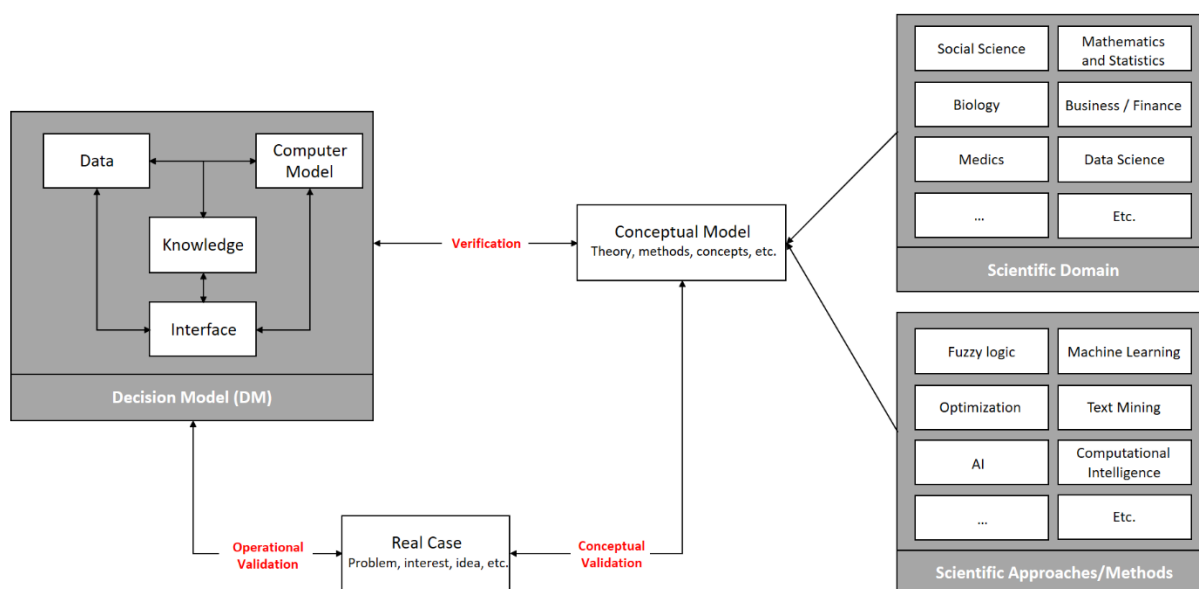 Data
Computer
Model
Knowledge
Interface
Decision Model (DM)
Verification
Conceptual Model
Theory, methods, concepts, etc.
Operational
Validation
Real Case
Problem, interest, idea, etc.
Conceptual
Validation
Social Science
Mathematics
and Statistics
Biology
Business / Finance
Medics
Data Science
...
Etc.
Scientific Domain
Fuzzy logic
Machine Learning
Optimization
Text Mining
AI
Computational
Intelligence
...
Etc.
Scientific Approaches/Methods